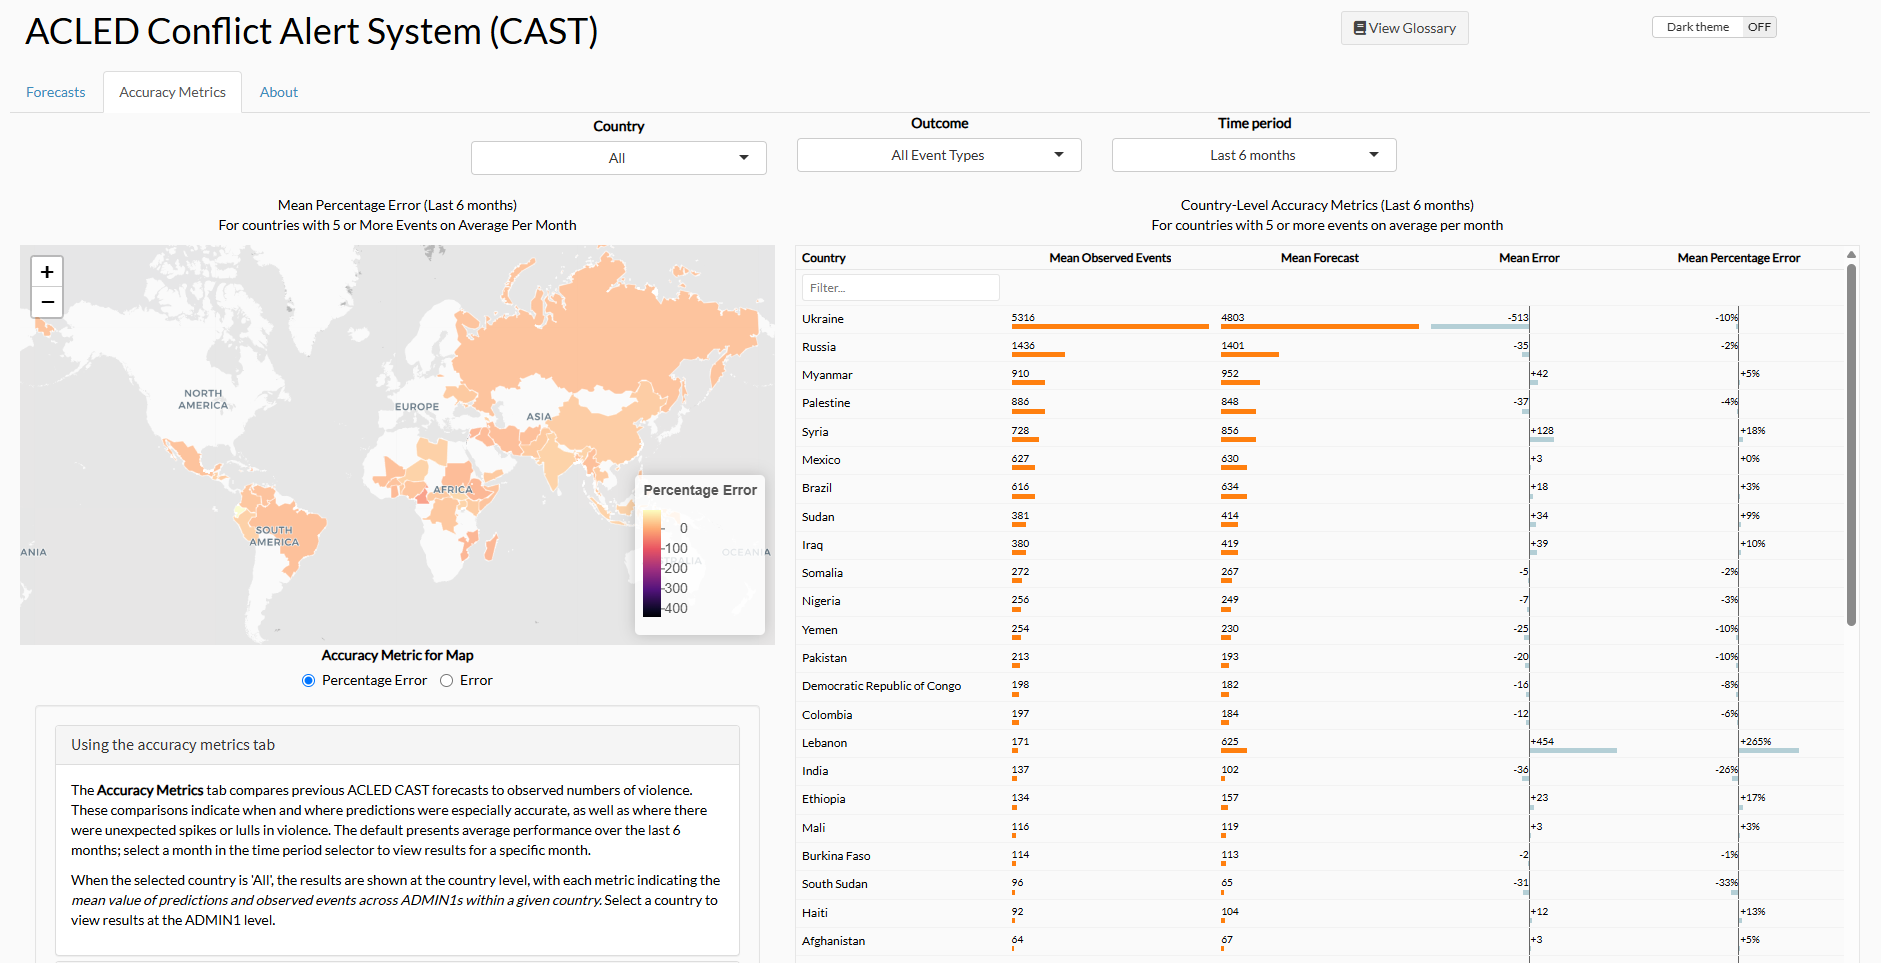 ACLED Conflict Alert System (CAST)
View Glossary
Dark theme OFF
Forecasts Accuracy Metrics About
Country
All
Outcome
All Event Types
Time period
Last 6 months
Mean Percentage Error (Last 6 months)
For countries with 5 or More Events on Average Per Month
+
−
NORTH
AMERICA
EUROPE
ASIA
AFRICA
SOUTH
AMERICA
ANIA
OCEANIA
TRALIA
Percentage Error
0
-100
-200
-300
-400
Accuracy Metric for Map
Percentage Error Error
Using the accuracy metrics tab
The Accuracy Metrics tab compares previous ACLED CAST forecasts to observed numbers of violence.
These comparisons indicate when and where predictions were especially accurate, as well as where there
were unexpected spikes or lulls in violence. The default presents average performance over the last 6
months; select a month in the time period selector to view results for a specific month.
When the selected country is 'All', the results are shown at the country level, with each metric indicating the
mean value of predictions and observed events across ADMIN1s within a given country. Select a country to
view results at the ADMIN1 level.
Country-Level Accuracy Metrics (Last 6 months)
For countries with 5 or more events on average per month
Country Mean Observed Events Mean Forecast Mean Error Mean Percentage Error
Filter...
Ukraine 5316 4803 -513 -10%
Russia 1436 1401 -35 -2%
Myanmar 910 952 +42 +5%
Palestine 886 848 -37 -4%
Syria 728 856 +128 +18%
Mexico 627 630 +3 +0%
Brazil 616 634 +18 +3%
Sudan 381 414 +34 +9%
Iraq 380 419 +39 +10%
Somalia 272 267 -5 -2%
Nigeria 256 249 -7 -3%
Yemen 254 230 -25 -10%
Pakistan 213 193 -20 -10%
Democratic Republic of Congo 198 182 -16 -8%
Colombia 197 184 -12 -6%
Lebanon 171 625 +454 +265%
India 137 102 -36 -26%
Ethiopia 134 157 +23 +17%
Mali 116 119 +3 +3%
Burkina Faso 114 113 -2 -1%
South Sudan 96 65 -31 -33%
Haiti 92 104 +12 +13%
Afghanistan 64 67 +3 +5%